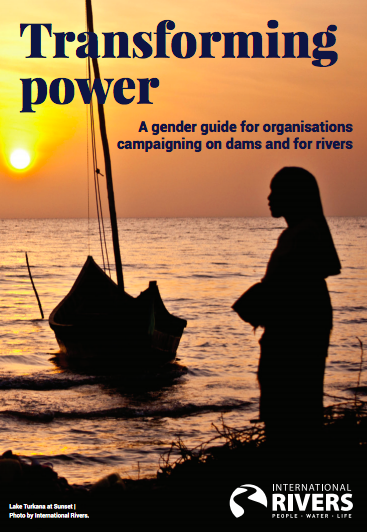 Transforming
power
A gender guide for organisations
campaigning on dams and for rivers
Lake Turkana at Sunset |
Photo by International Rivers.
INTERNATIONAL
RIVERS
PEOPLE · WATER · LIFE